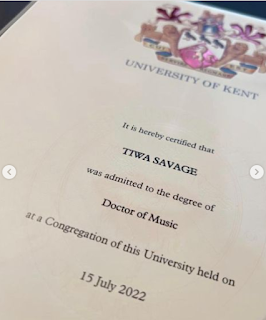 UNIVERSITY OF KENT
It is hereby certified that
TIWA SAVAGE
was admitted to the degree of
Doctor of Music
at a Congregation of this University held on
15 July 2022